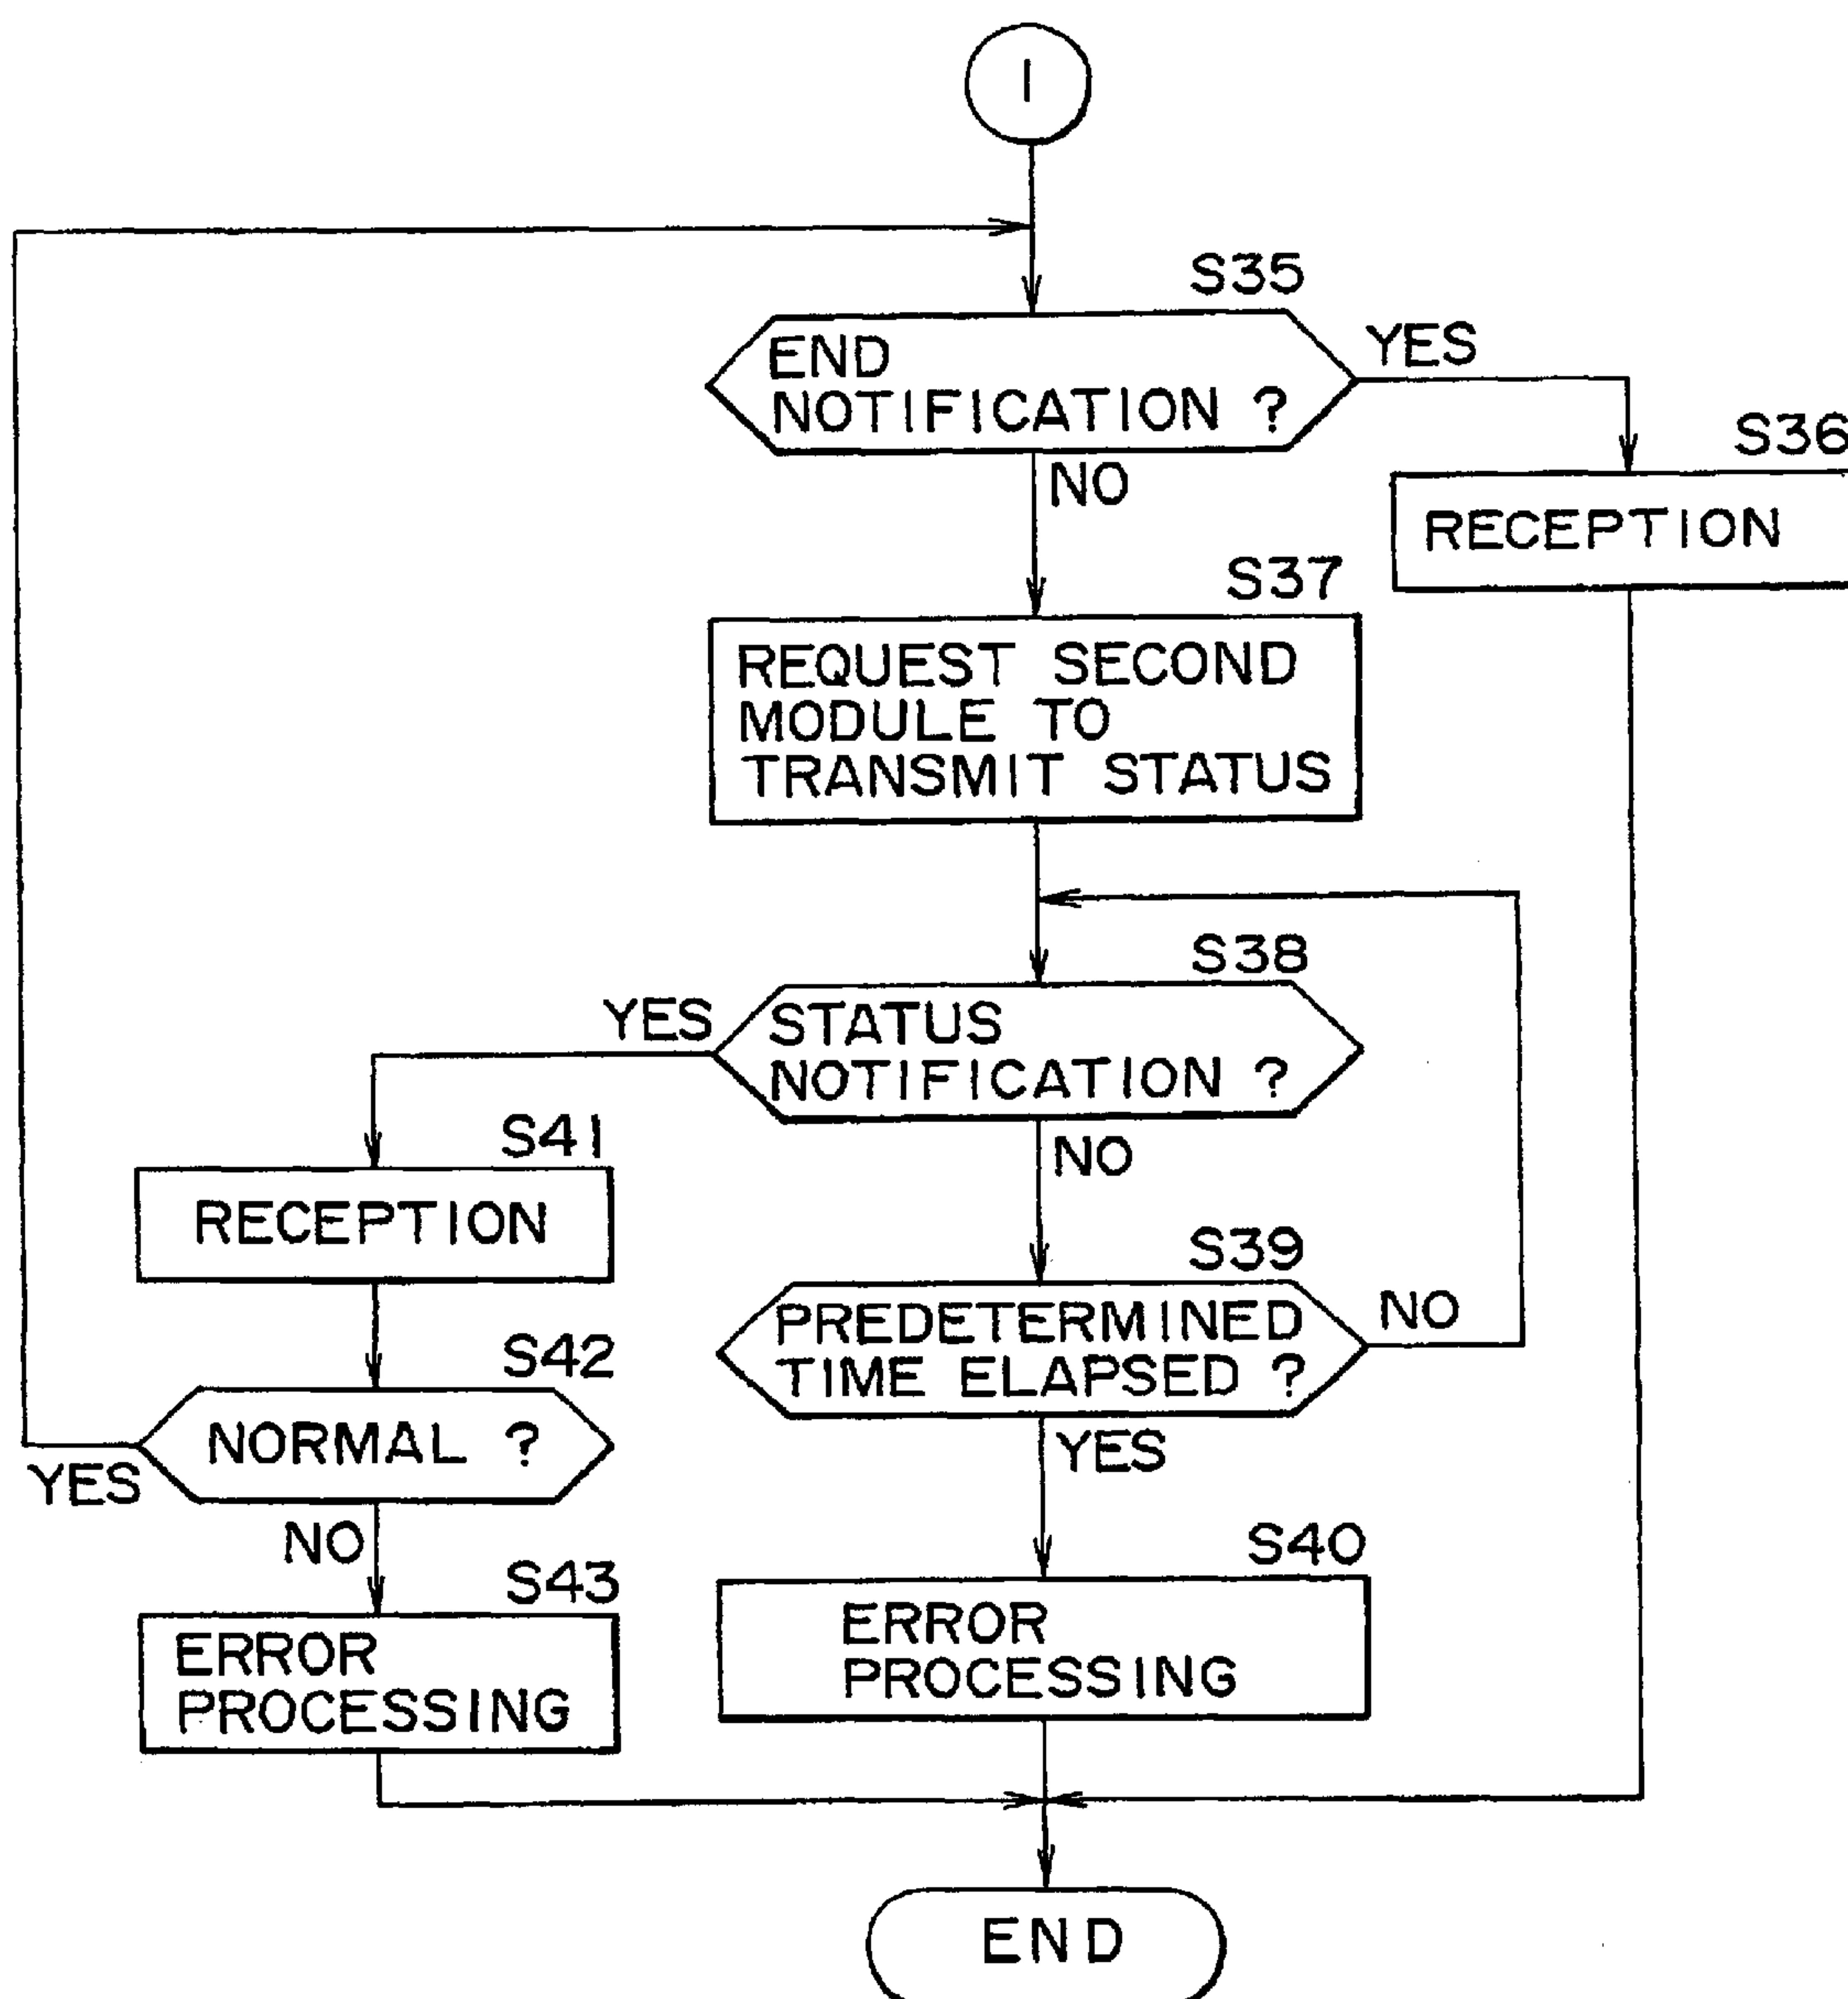 1
S35
END
NOTIFICATION ?
YES
NO
S36
RECEPTION
S37
REQUEST SECOND
MODULE TO
TRANSMIT STATUS
S38
STATUS
NOTIFICATION ?
YES
NO
S41
RECEPTION
S39
PREDETERMINED
TIME ELAPSED ?
NO
YES
S42
NORMAL ?
YES
NO
S43
ERROR
PROCESSING
S40
ERROR
PROCESSING
END